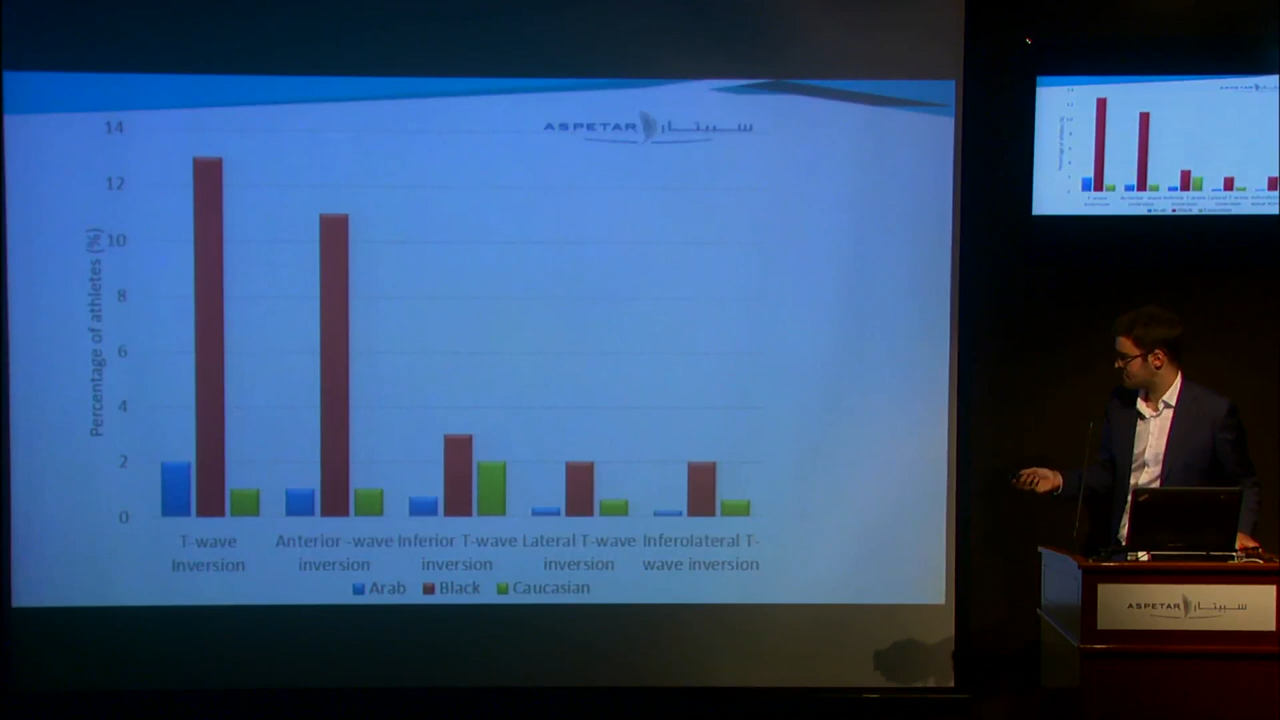 ASPETAR سبيتار
Percentage of athletes (%)
14
12
10
8
6
4
2
0
T-wave Inversion
Anterior -wave inversion
Inferior T-wave inversion
Lateral T-wave inversion
Inferolateral T-wave inversion
Arab
Black
Caucasian
ASPETAR سبيتار